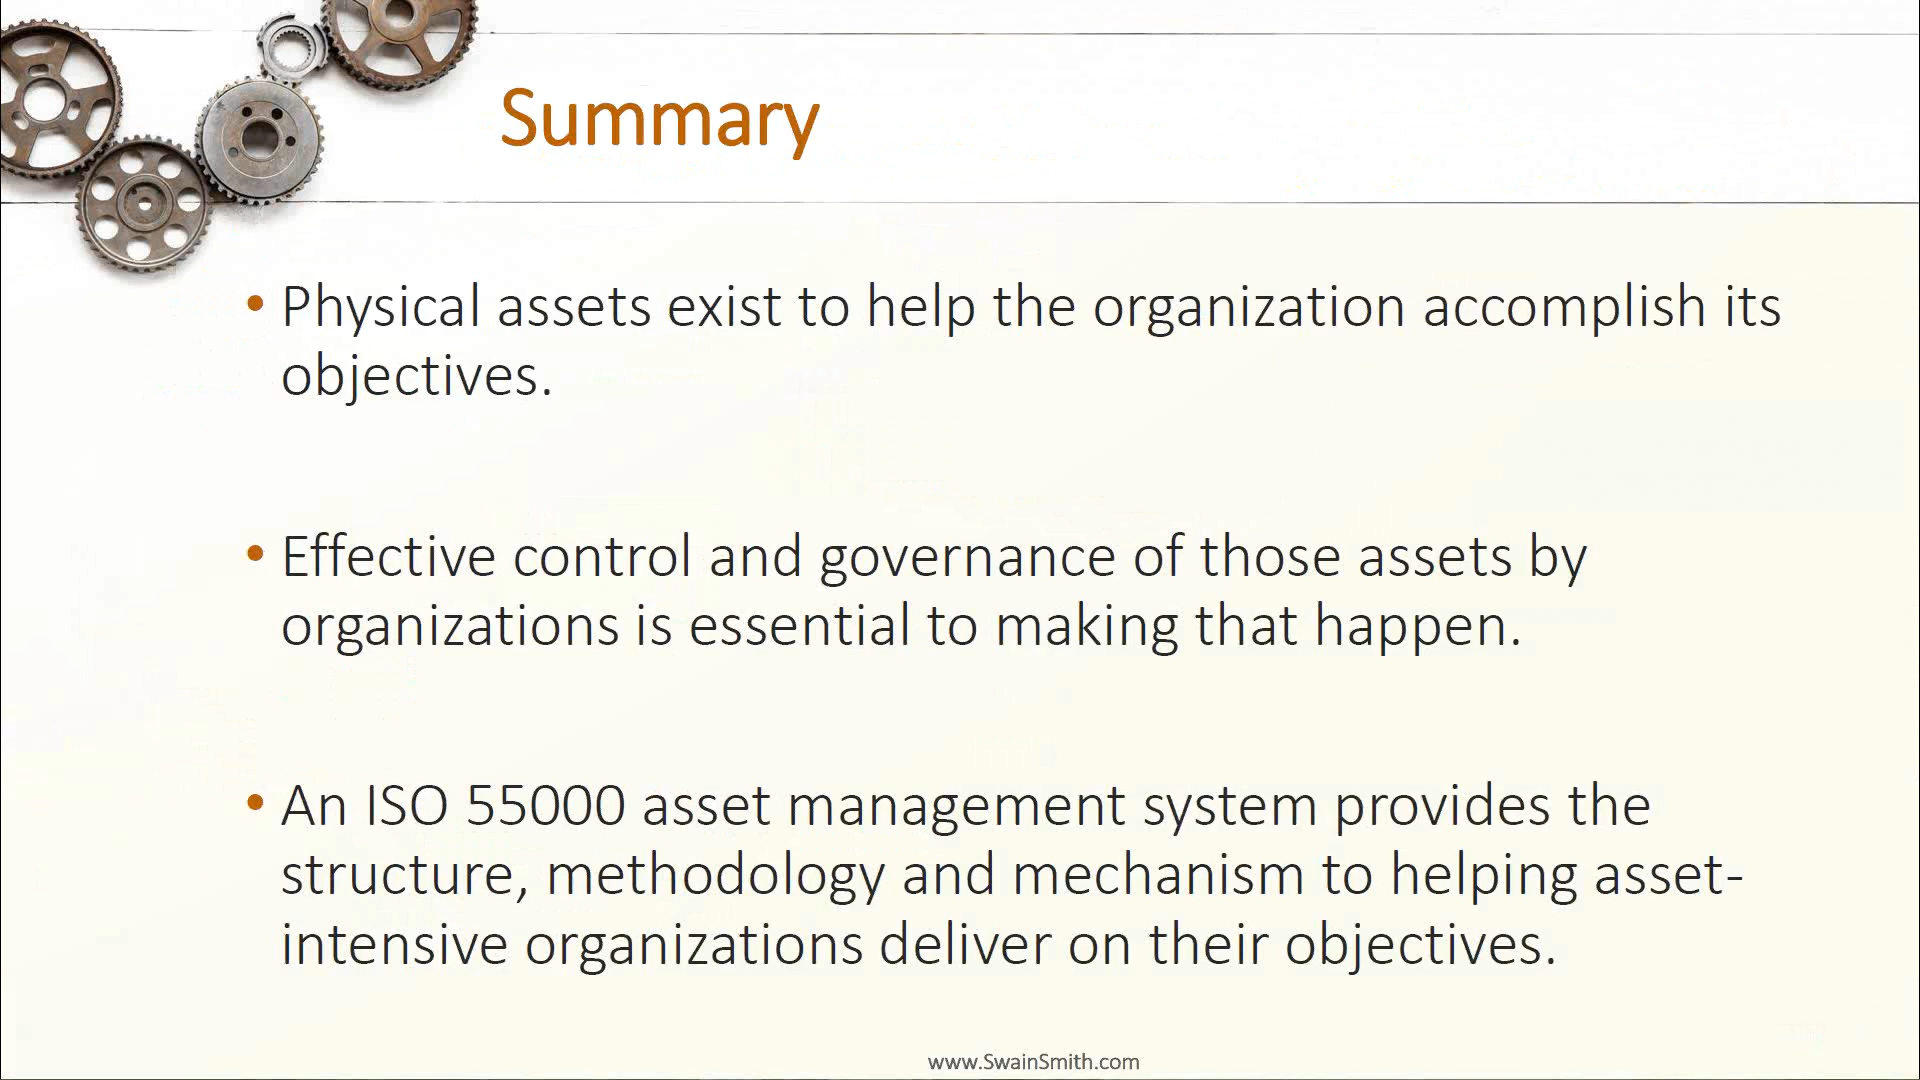 Summary
• Physical assets exist to help the organization accomplish its
objectives.
• Effective control and governance of those assets by
organizations is essential to making that happen.
• An ISO 55000 asset management system provides the
structure, methodology and mechanism to helping asset-
intensive organizations deliver on their objectives.
www.SwainSmith.com